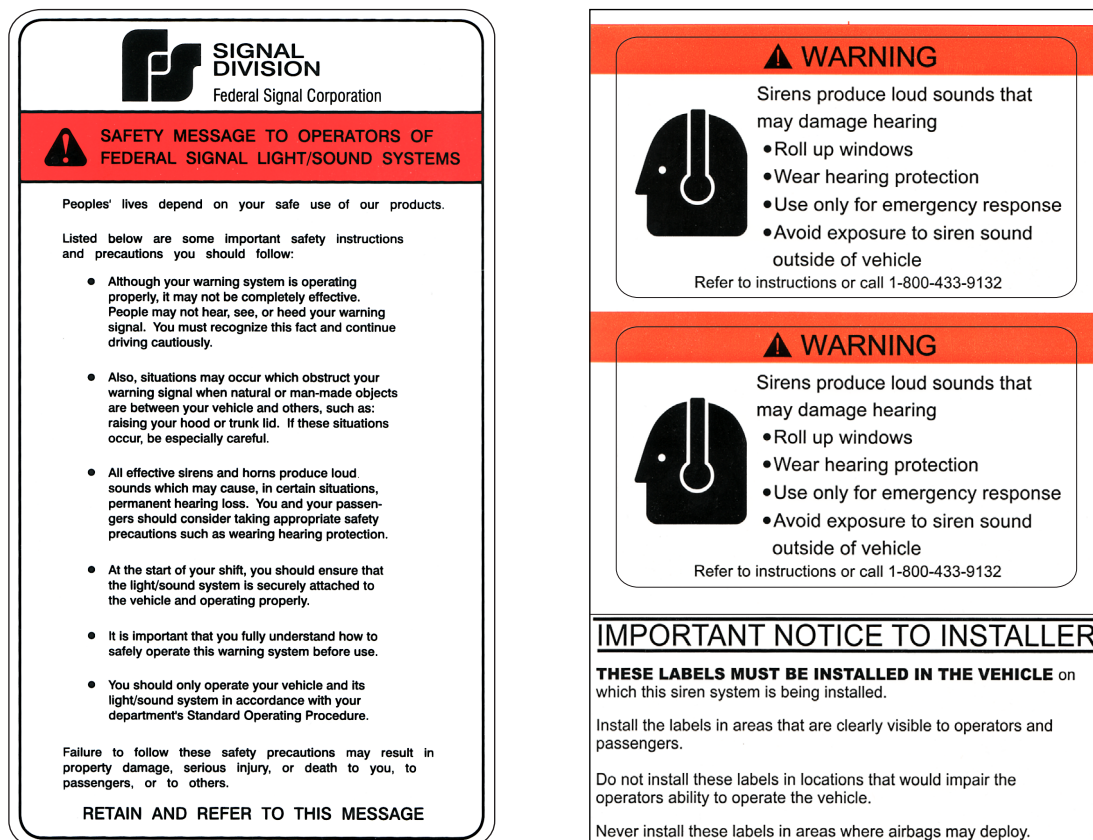 SIGNAL
DIVISION
Federal Signal Corporation
SAFETY MESSAGE TO OPERATORS OF
FEDERAL SIGNAL LIGHT/SOUND SYSTEMS
Peoples' lives depend on your safe use of our products.
Listed below are some important safety instructions
and precautions you should follow:
● Although your warning system is operating
properly, it may not be completely effective.
People may not hear, see, or heed your warning
signal. You must recognize this fact and continue
driving cautiously.
● Also, situations may occur which obstruct your
warning signal when natural or man-made objects
are between your vehicle and others, such as:
raising your hood or trunk lid. If these situations
occur, be especially careful.
● All effective sirens and horns produce loud
sounds which may cause, in certain situations,
permanent hearing loss. You and your passen-
gers should consider taking appropriate safety
precautions such as wearing hearing protection.
● At the start of your shift, you should ensure that
the light/sound system is securely attached to
the vehicle and operating properly.
● It is important that you fully understand how to
safely operate this warning system before use.
● You should only operate your vehicle and its
light/sound system in accordance with your
department's Standard Operating Procedure.
Failure to follow these safety precautions may result in
property damage, serious injury, or death to you, to
passengers, or to others.
RETAIN AND REFER TO THIS MESSAGE
WARNING
Sirens produce loud sounds that
may damage hearing
●Roll up windows
●Wear hearing protection
●Use only for emergency response
●Avoid exposure to siren sound
outside of vehicle
Refer to instructions or call 1-800-433-9132
WARNING
Sirens produce loud sounds that
may damage hearing
●Roll up windows
●Wear hearing protection
●Use only for emergency response
●Avoid exposure to siren sound
outside of vehicle
Refer to instructions or call 1-800-433-9132
IMPORTANT NOTICE TO INSTALLER
THESE LABELS MUST BE INSTALLED IN THE VEHICLE on
which this siren system is being installed.
Install the labels in areas that are clearly visible to operators and
passengers.
Do not install these labels in locations that would impair the
operators ability to operate the vehicle.
Never install these labels in areas where airbags may deploy.